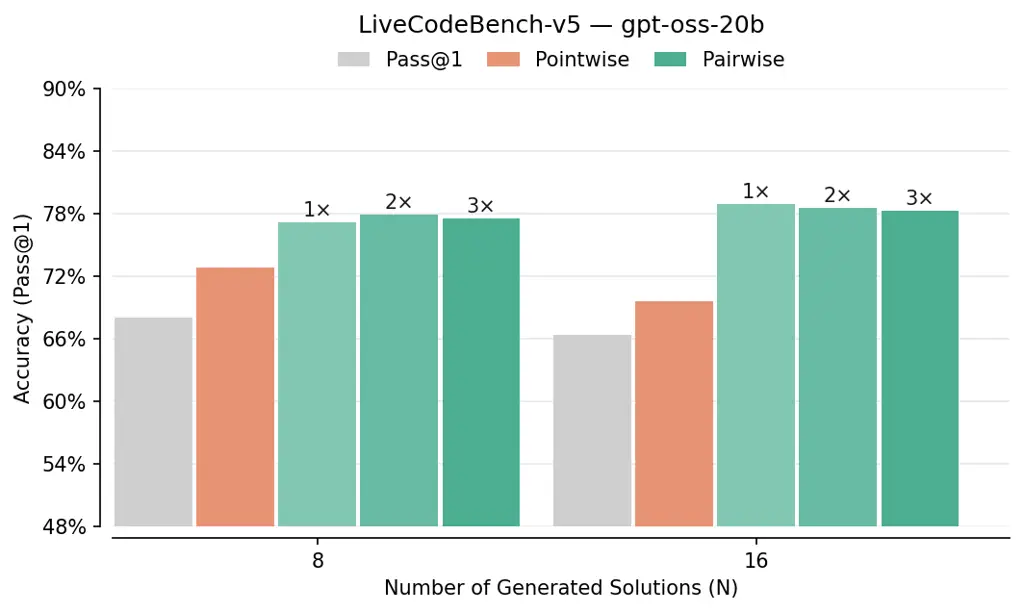 LiveCodeBench-v5 — gpt-oss-20b
Pass@1 Pointwise Pairwise
90%
84%
78%
72%
66%
60%
54%
48%
Accuracy (Pass@1)
1× 2× 3×
1× 2× 3×
8 16
Number of Generated Solutions (N)